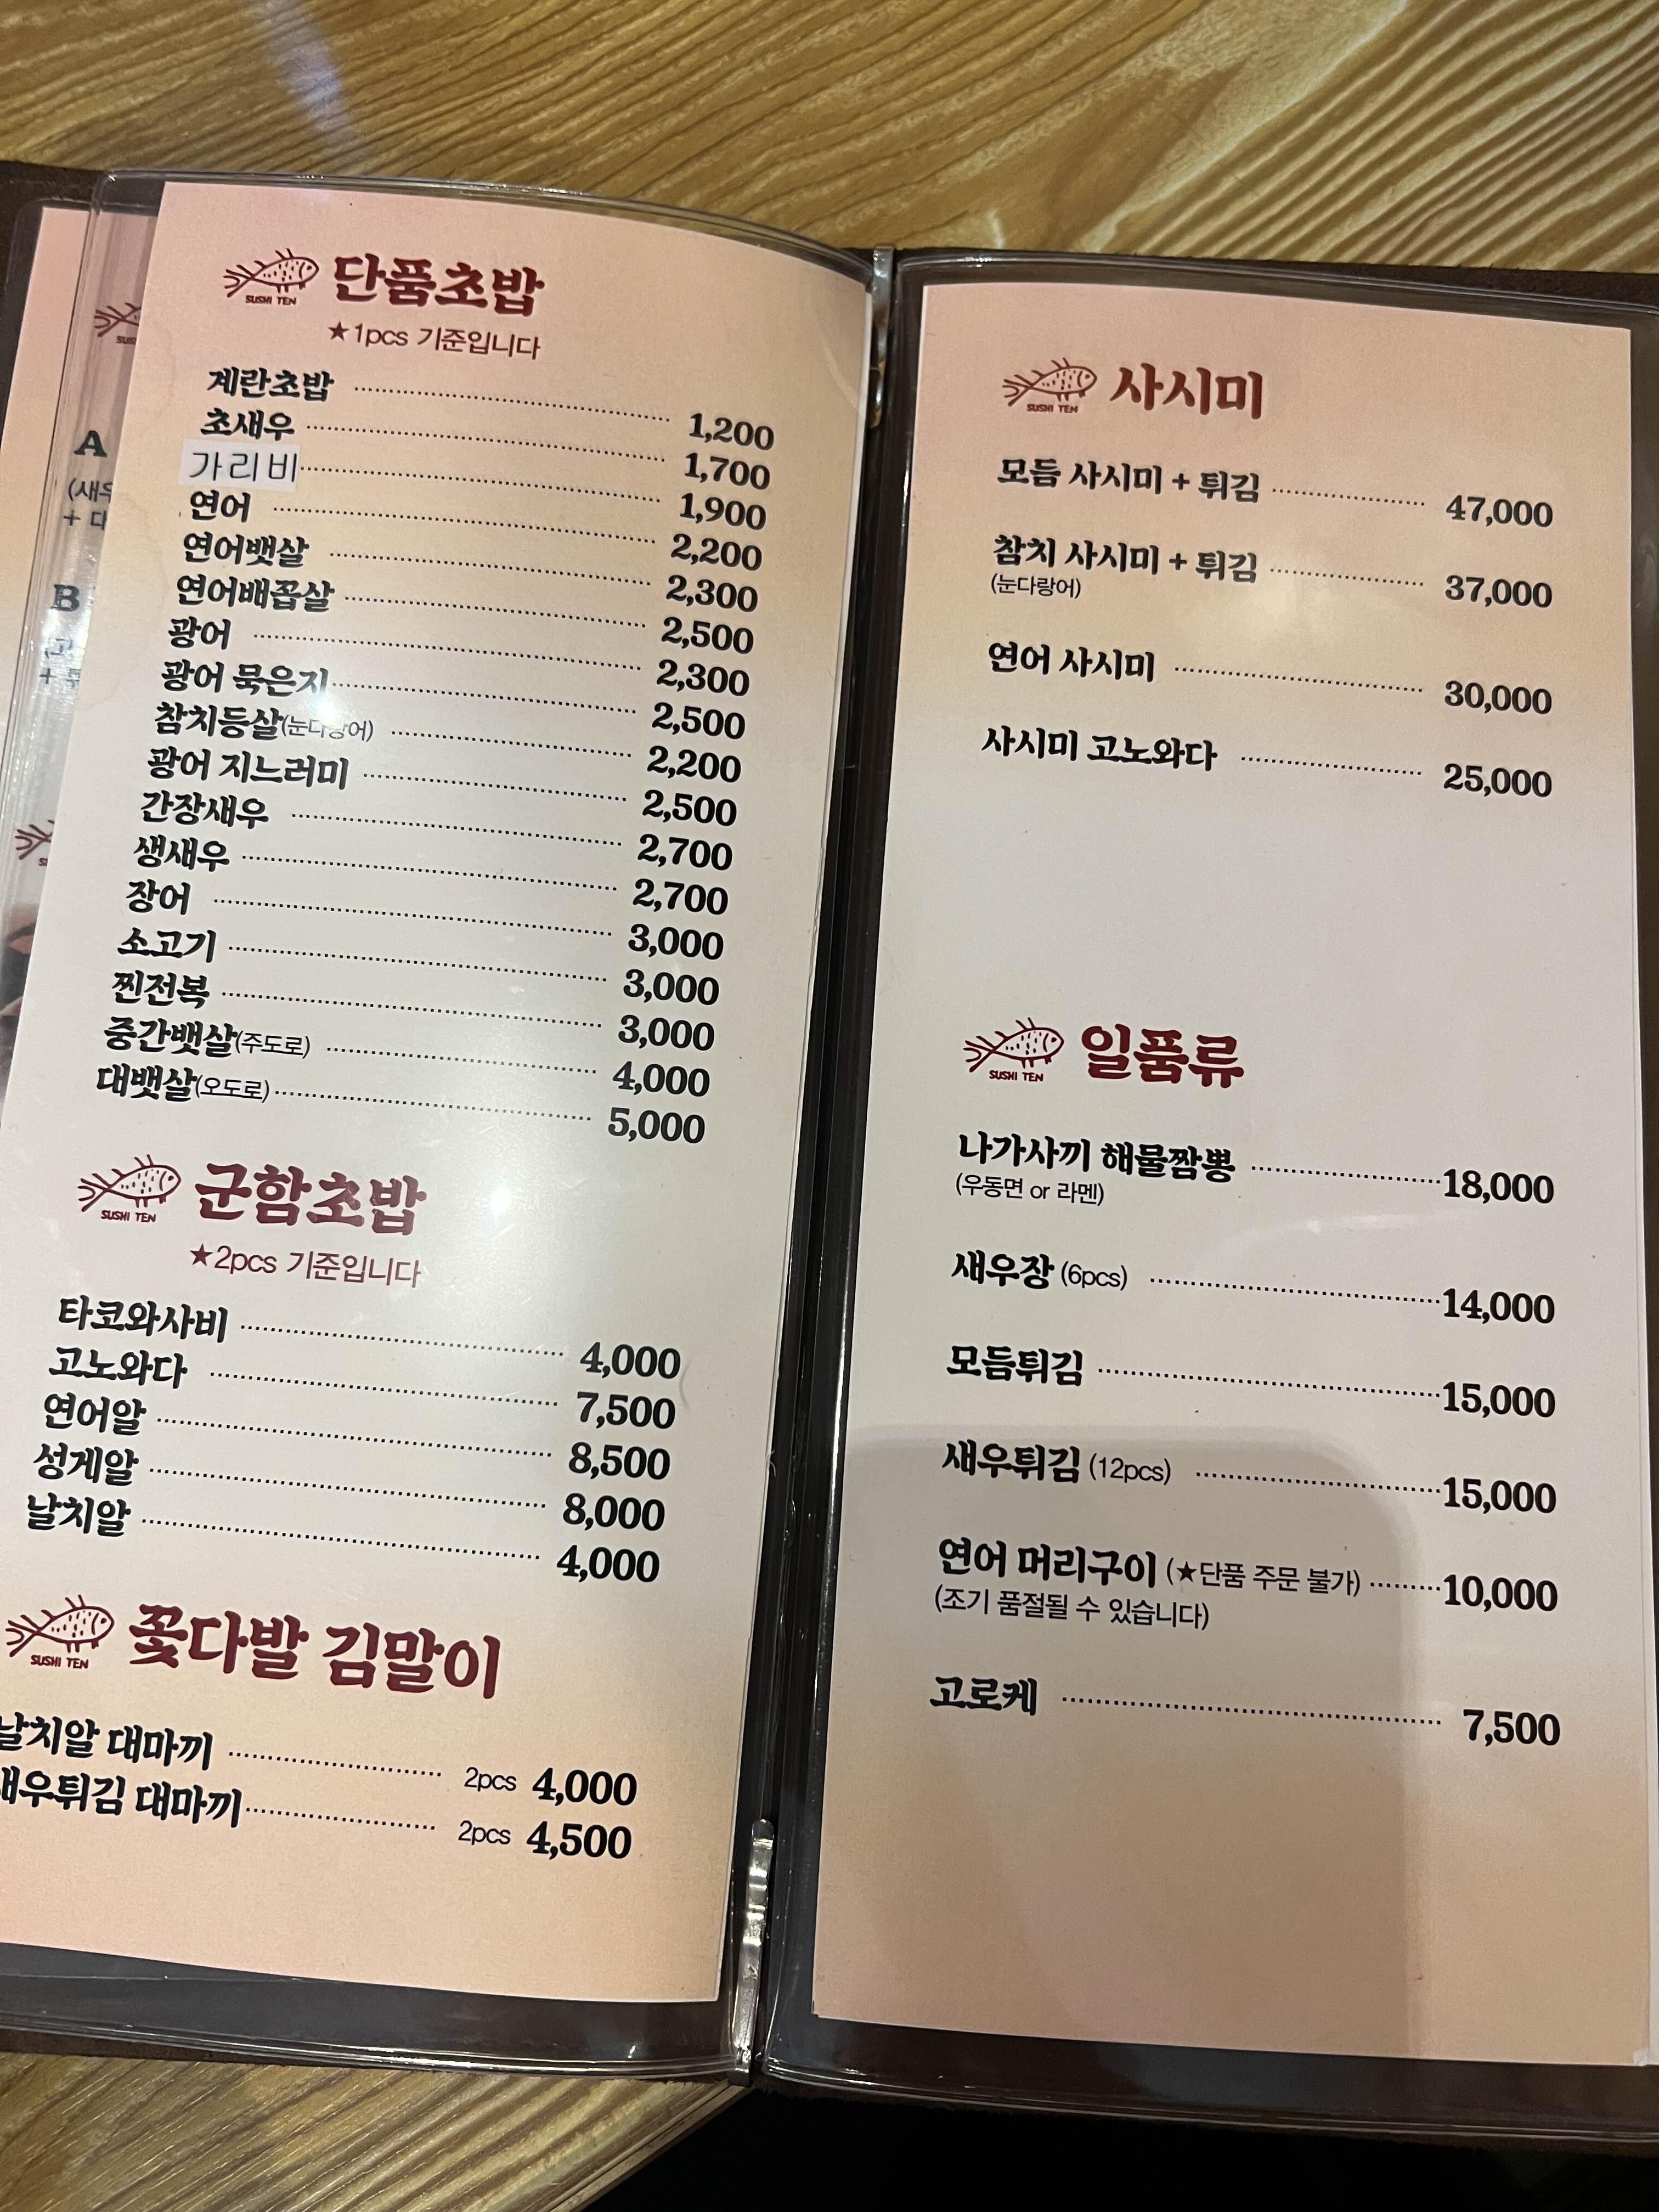 SUSHI TEN
단품초밥
★1pcs 기준입니다
계란초밥 1,200
초새우 1,700
가리비 1,900
연어 2,200
연어뱃살 2,300
연어배꼽살 2,500
광어 2,300
광어 묵은지 2,500
참치등살(눈다랑어) 2,200
광어 지느러미 2,500
간장새우 2,700
생새우 2,700
장어 3,000
소고기 3,000
찐전복 3,000
중간뱃살(주도로) 4,000
대뱃살(오도로) 5,000
SUSHI TEN
군함초밥
★2pcs 기준입니다
타코와사비 4,000
고노와다 7,500
연어알 8,500
성게알 8,000
날치알 4,000
SUSHI TEN
꽃다발 김말이
날치알 대마끼 2pcs 4,000
새우튀김 대마끼 2pcs 4,500
A
(새우
+ 대
B
SUSHI TEN
사시미
모듬 사시미 + 튀김 47,000
참치 사시미 + 튀김 37,000
(눈다랑어)
연어 사시미 30,000
사시미 고노와다 25,000
SUSHI TEN
일품류
나가사끼 해물짬뽕 18,000
(우동면 or 라멘)
새우장 (6pcs) 14,000
모듬튀김 15,000
새우튀김 (12pcs) 15,000
연어 머리구이 (★단품 주문 불가) 10,000
(조기 품절될 수 있습니다)
고로케 7,500